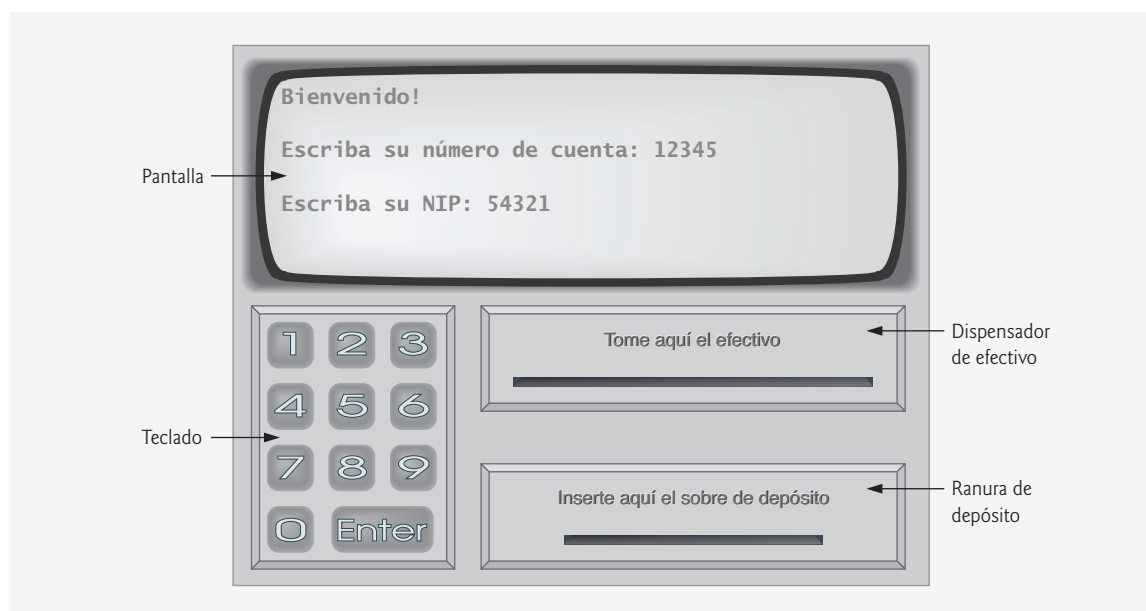 Bienvenido!
Escriba su número de cuenta: 12345
Escriba su NIP: 54321
Pantalla
1 2 3
4 5 6
7 8 9
0 Enter
Teclado
Tome aquí el efectivo
Dispensador
de efectivo
Inserte aquí el sobre de depósito
Ranura de
depósito